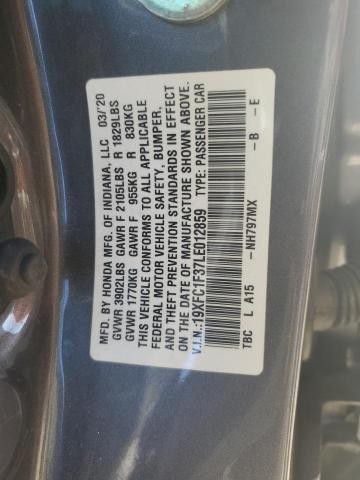 MFD. BY HONDA MFG. OF INDIANA, LLC 03/'20
GVWR 3902LBS GAWR F 2105LBS R 1829LBS
GVWR 1770KG GAWR F 955KG R 830KG
THIS VEHICLE CONFORMS TO ALL APPLICABLE
FEDERAL MOTOR VEHICLE SAFETY, BUMPER,
AND THEFT PREVENTION STANDARDS IN EFFECT
ON THE DATE OF MANUFACTURE SHOWN ABOVE.
V.I.N.:19XFC1F37LE012859 TYPE: PASSENGER CAR
TBC L A15 -NH797MX -B -E